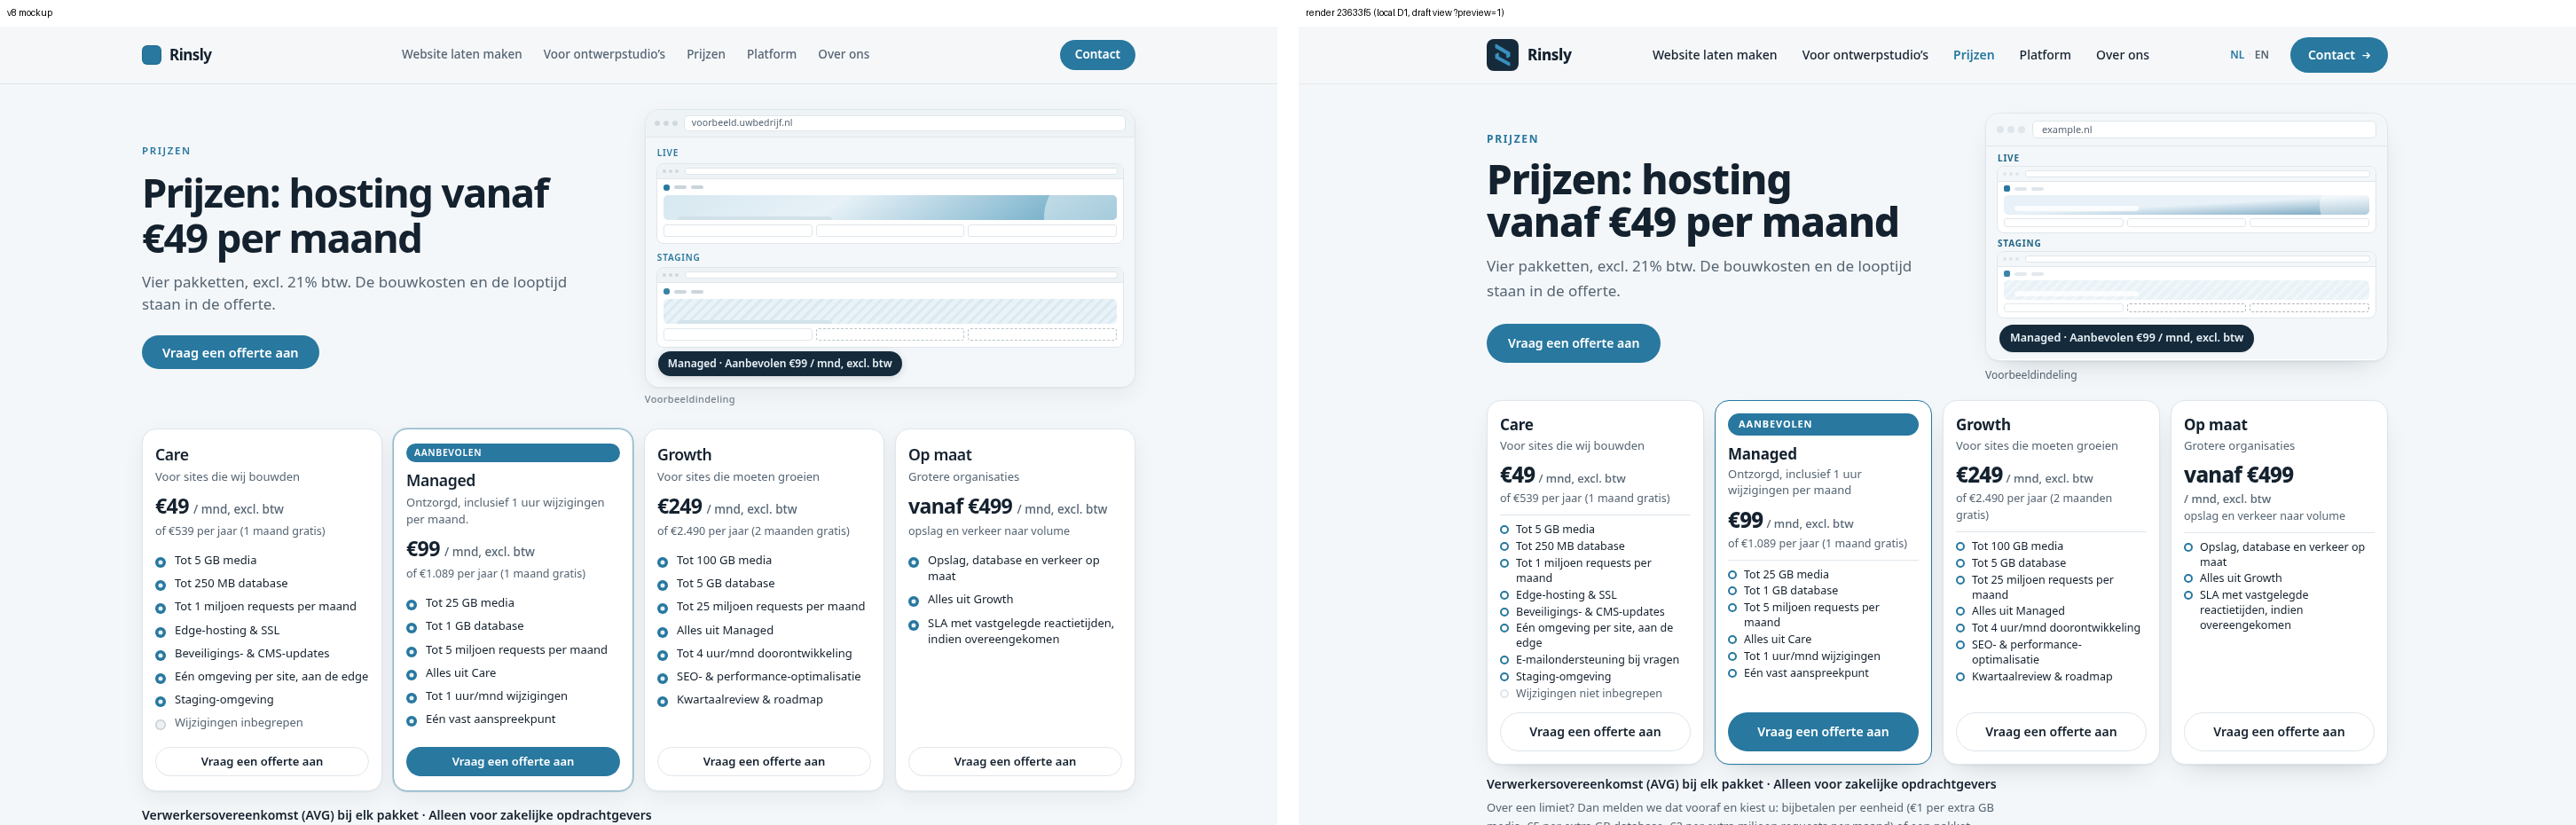 v8 mockup
Rinsly
Website laten maken
Voor ontwerpstudio's
Prijzen
Platform
Over ons
Contact
PRIJZEN
Prijzen: hosting vanaf
€49 per maand
Vier pakketten, excl. 21% btw. De bouwkosten en de looptijd
staan in de offerte.
Vraag een offerte aan
voorbeeld.uwbedrijf.nl
LIVE
STAGING
Managed · Aanbevolen €99 / mnd, excl. btw
Voorbeeldindeling
Care
Voor sites die wij bouwden
€49 / mnd, excl. btw
of €539 per jaar (1 maand gratis)
Tot 5 GB media
Tot 250 MB database
Tot 1 miljoen requests per maand
Edge-hosting & SSL
Beveiligings- & CMS-updates
Eén omgeving per site, aan de edge
Staging-omgeving
Wijzigingen inbegrepen
Vraag een offerte aan
AANBEVOLEN
Managed
Ontzorgd, inclusief 1 uur wijzigingen
per maand.
€99 / mnd, excl. btw
of €1.089 per jaar (1 maand gratis)
Tot 25 GB media
Tot 1 GB database
Tot 5 miljoen requests per maand
Alles uit Care
Tot 1 uur/mnd wijzigingen
Eén vast aanspreekpunt
Vraag een offerte aan
Growth
Voor sites die moeten groeien
€249 / mnd, excl. btw
of €2.490 per jaar (2 maanden gratis)
Tot 100 GB media
Tot 5 GB database
Tot 25 miljoen requests per maand
Alles uit Managed
Tot 4 uur/mnd doorontwikkeling
SEO- & performance-optimalisatie
Kwartaalreview & roadmap
Vraag een offerte aan
Op maat
Grotere organisaties
vanaf €499 / mnd, excl. btw
opslag en verkeer naar volume
Opslag, database en verkeer op
maat
Alles uit Growth
SLA met vastgelegde reactietijden,
indien overeengekomen
Vraag een offerte aan
Verwerkersovereenkomst (AVG) bij elk pakket · Alleen voor zakelijke opdrachtgevers
render 23633f5 (local D1, draft view ?preview=1)
Rinsly
Website laten maken
Voor ontwerpstudio's
Prijzen
Platform
Over ons
NL · EN
Contact →
PRIJZEN
Prijzen: hosting
vanaf €49 per maand
Vier pakketten, excl. 21% btw. De bouwkosten en de looptijd
staan in de offerte.
Vraag een offerte aan
example.nl
LIVE
STAGING
Managed · Aanbevolen €99 / mnd, excl. btw
Voorbeeldindeling
Care
Voor sites die wij bouwden
€49 / mnd, excl. btw
of €539 per jaar (1 maand gratis)
Tot 5 GB media
Tot 250 MB database
Tot 1 miljoen requests per
maand
Edge-hosting & SSL
Beveiligings- & CMS-updates
Eén omgeving per site, aan de
edge
E-mailondersteuning bij vragen
Staging-omgeving
Wijzigingen niet inbegrepen
Vraag een offerte aan
AANBEVOLEN
Managed
Ontzorgd, inclusief 1 uur
wijzigingen per maand
€99 / mnd, excl. btw
of €1.089 per jaar (1 maand gratis)
Tot 25 GB media
Tot 1 GB database
Tot 5 miljoen requests per
maand
Alles uit Care
Tot 1 uur/mnd wijzigingen
Eén vast aanspreekpunt
Vraag een offerte aan
Growth
Voor sites die moeten groeien
€249 / mnd, excl. btw
of €2.490 per jaar (2 maanden
gratis)
Tot 100 GB media
Tot 5 GB database
Tot 25 miljoen requests per
maand
Alles uit Managed
Tot 4 uur/mnd doorontwikkeling
SEO- & performance-
optimalisatie
Kwartaalreview & roadmap
Vraag een offerte aan
Op maat
Grotere organisaties
vanaf €499
/ mnd, excl. btw
opslag en verkeer naar volume
Opslag, database en verkeer op
maat
Alles uit Growth
SLA met vastgelegde
reactietijden, indien
overeengekomen
Vraag een offerte aan
Verwerkersovereenkomst (AVG) bij elk pakket · Alleen voor zakelijke opdrachtgevers
Over een limiet? Dan melden we dat vooraf en kiest u: bijbetalen per eenheid (€1 per extra GB